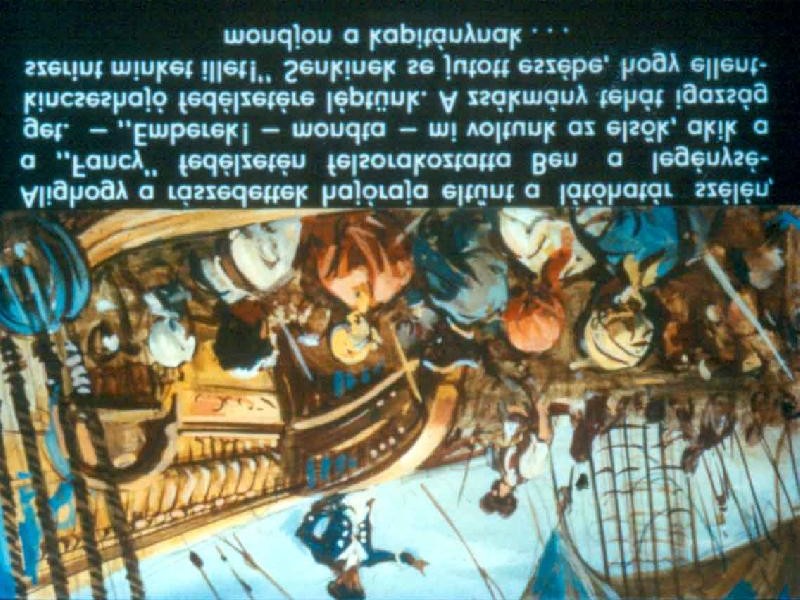 Alighogy a rászedettek hajóraja eltűnt a látóhatár szélén,
a „Fancy” fedélzetén felsorakoztatta Ben a legénysé-
get. – „Emberek! – mondta – mi voltunk az elsők, akik a
kincseshajó fedélzetére léptünk. A zsákmány tehát igazság
szerint minket illet!” Senkinek se jutott eszébe, hogy ellent-
mondjon a kapitánynak . . .